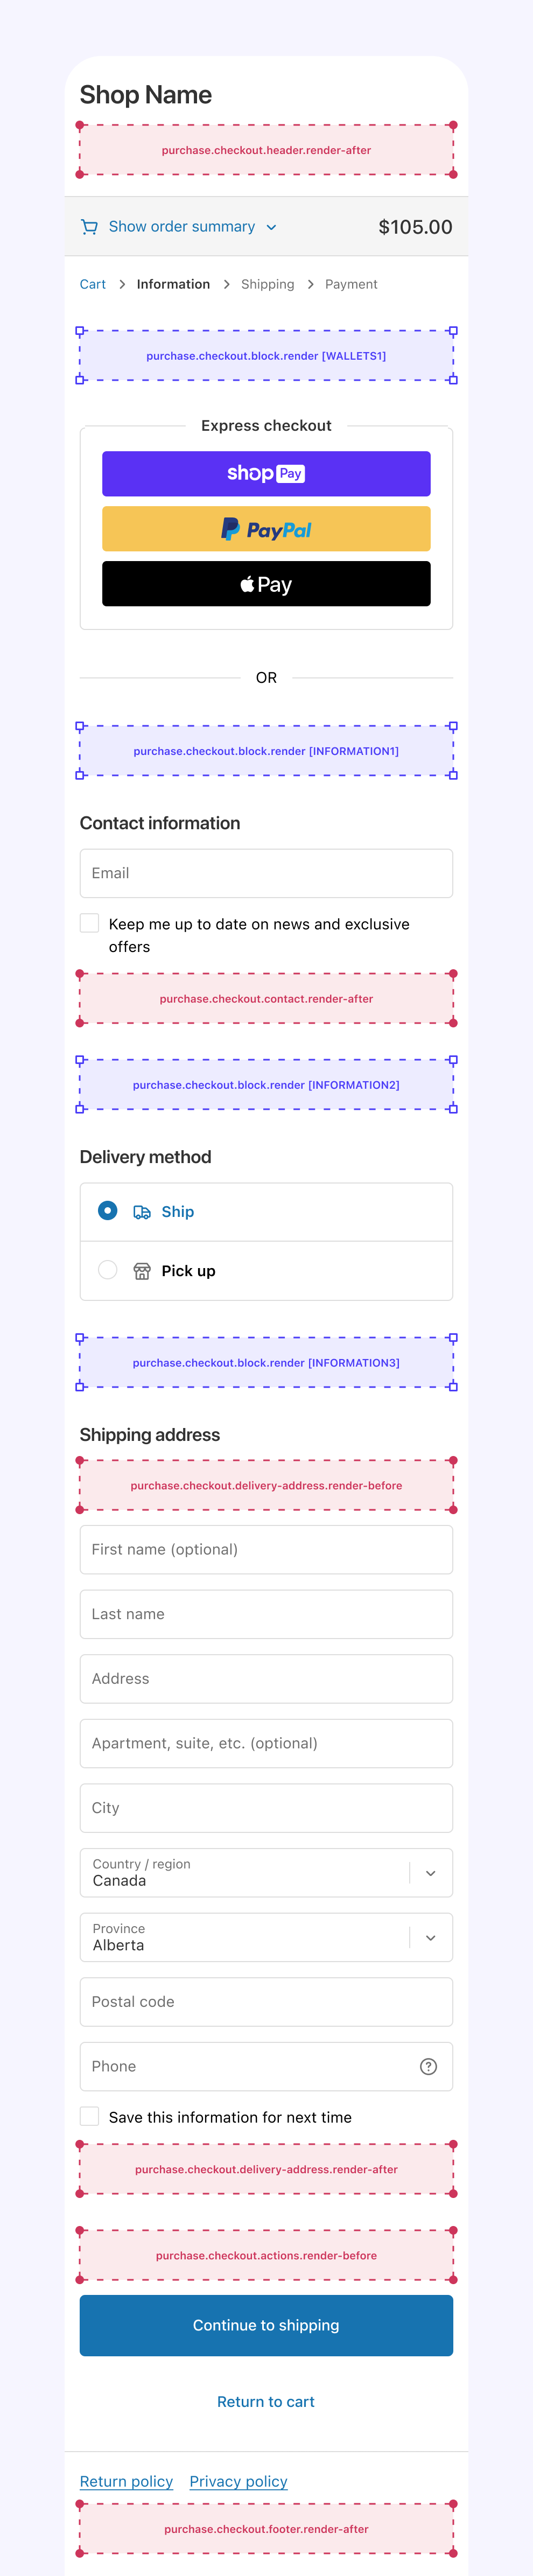 Shop Name
purchase.checkout.header.render-after
Show order summary $105.00
Cart Information Shipping Payment
purchase.checkout.block.render [WALLETS1]
Express checkout
shop Pay
PayPal
Pay
OR
purchase.checkout.block.render [INFORMATION1]
Contact information
Email
Keep me up to date on news and exclusive
offers
purchase.checkout.contact.render-after
purchase.checkout.block.render [INFORMATION2]
Delivery method
Ship
Pick up
purchase.checkout.block.render [INFORMATION3]
Shipping address
purchase.checkout.delivery-address.render-before
First name (optional)
Last name
Address
Apartment, suite, etc. (optional)
City
Country / region
Canada
Province
Alberta
Postal code
Phone ?
Save this information for next time
purchase.checkout.delivery-address.render-after
purchase.checkout.actions.render-before
Continue to shipping
Return to cart
Return policy Privacy policy
purchase.checkout.footer.render-after